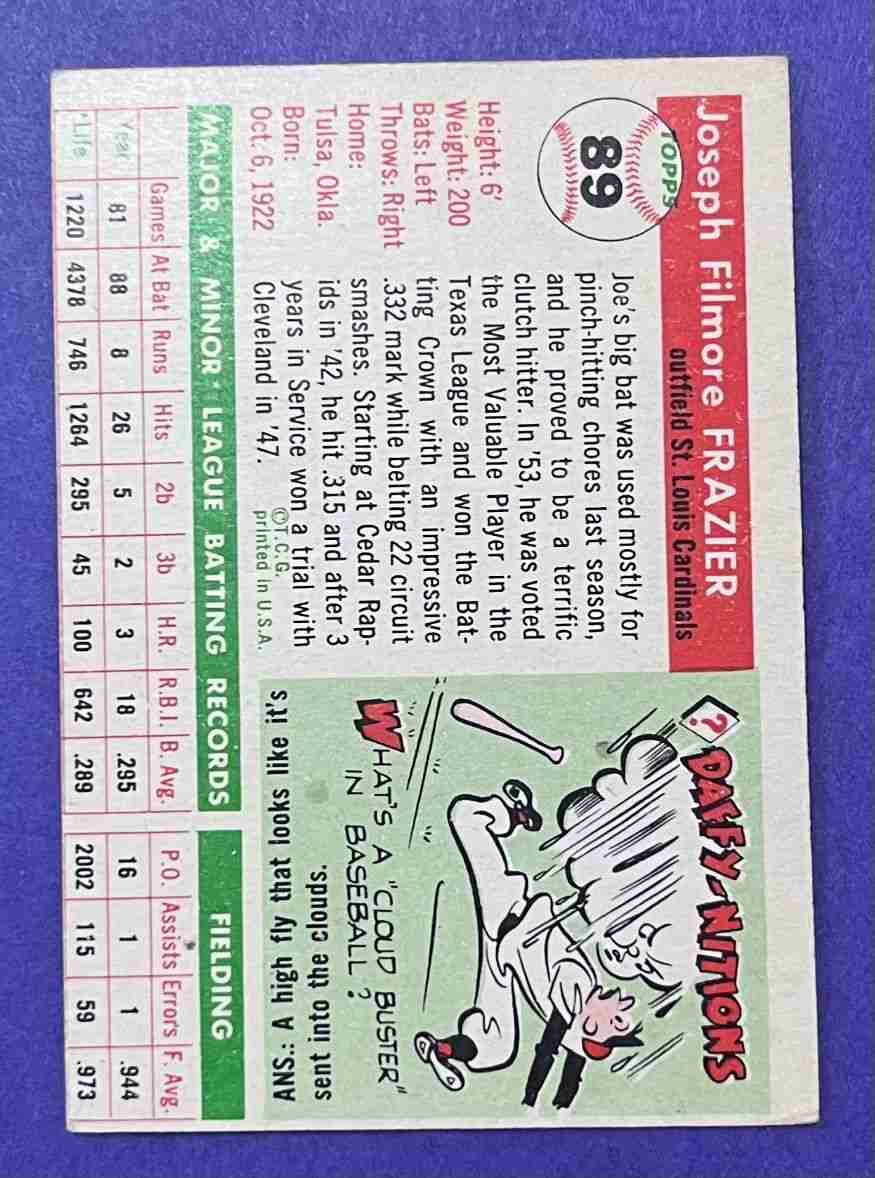 Joseph Filmore FRAZIER
outfield St. Louis Cardinals
TOPPS
89
Height: 6'
Weight: 200
Bats: Left
Throws: Right
Home:
Tulsa, Okla.
Born:
Oct. 6, 1922
Joe's big bat was used mostly for
pinch-hitting chores last season,
and he proved to be a terrific
clutch hitter. In '53, he was voted
the Most Valuable Player in the
Texas League and won the Bat-
ting Crown with an impressive
.332 mark while belting 22 circuit
smashes. Starting at Cedar Rap-
ids in '42, he hit .315 and after 3
years in Service won a trial with
Cleveland in '47.
©T.C.G.
printed in U.S.A.
? DAFFY-NITIONS
WHAT'S A "CLOUD BUSTER"
IN BASEBALL?
ANS.: A high fly that looks like it's
sent into the clouds.
MAJOR & MINOR LEAGUE BATTING RECORDS FIELDING
Games At Bat Runs Hits 2b 3b H.R. R.B.I. B. Avg. P.O. Assists Errors F. Avg.
Year 81 88 8 26 5 2 3 18 .295 16 1 1 .944
Life 1220 4378 746 1264 295 45 100 642 .289 2002 115 59 .973